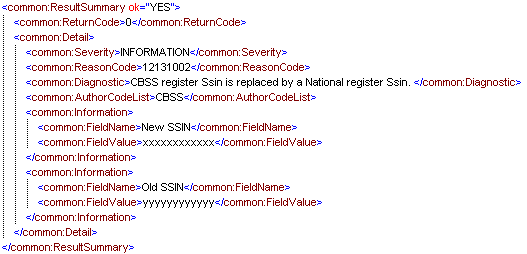 <common:ResultSummary ok="YES">
<common:ReturnCode>0</common:ReturnCode>
<common:Detail>
<common:Severity>INFORMATION</common:Severity>
<common:ReasonCode>12131002</common:ReasonCode>
<common:Diagnostic>CBSS register Ssin is replaced by a National register Ssin. </common:Diagnostic>
<common:AuthorCodeList>CBSS</common:AuthorCodeList>
<common:Information>
<common:FieldName>New SSIN</common:FieldName>
<common:FieldValue>xxxxxxxxxxxx</common:FieldValue>
</common:Information>
<common:Information>
<common:FieldName>Old SSIN</common:FieldName>
<common:FieldValue>yyyyyyyyyyyy</common:FieldValue>
</common:Information>
</common:Detail>
</common:ResultSummary>